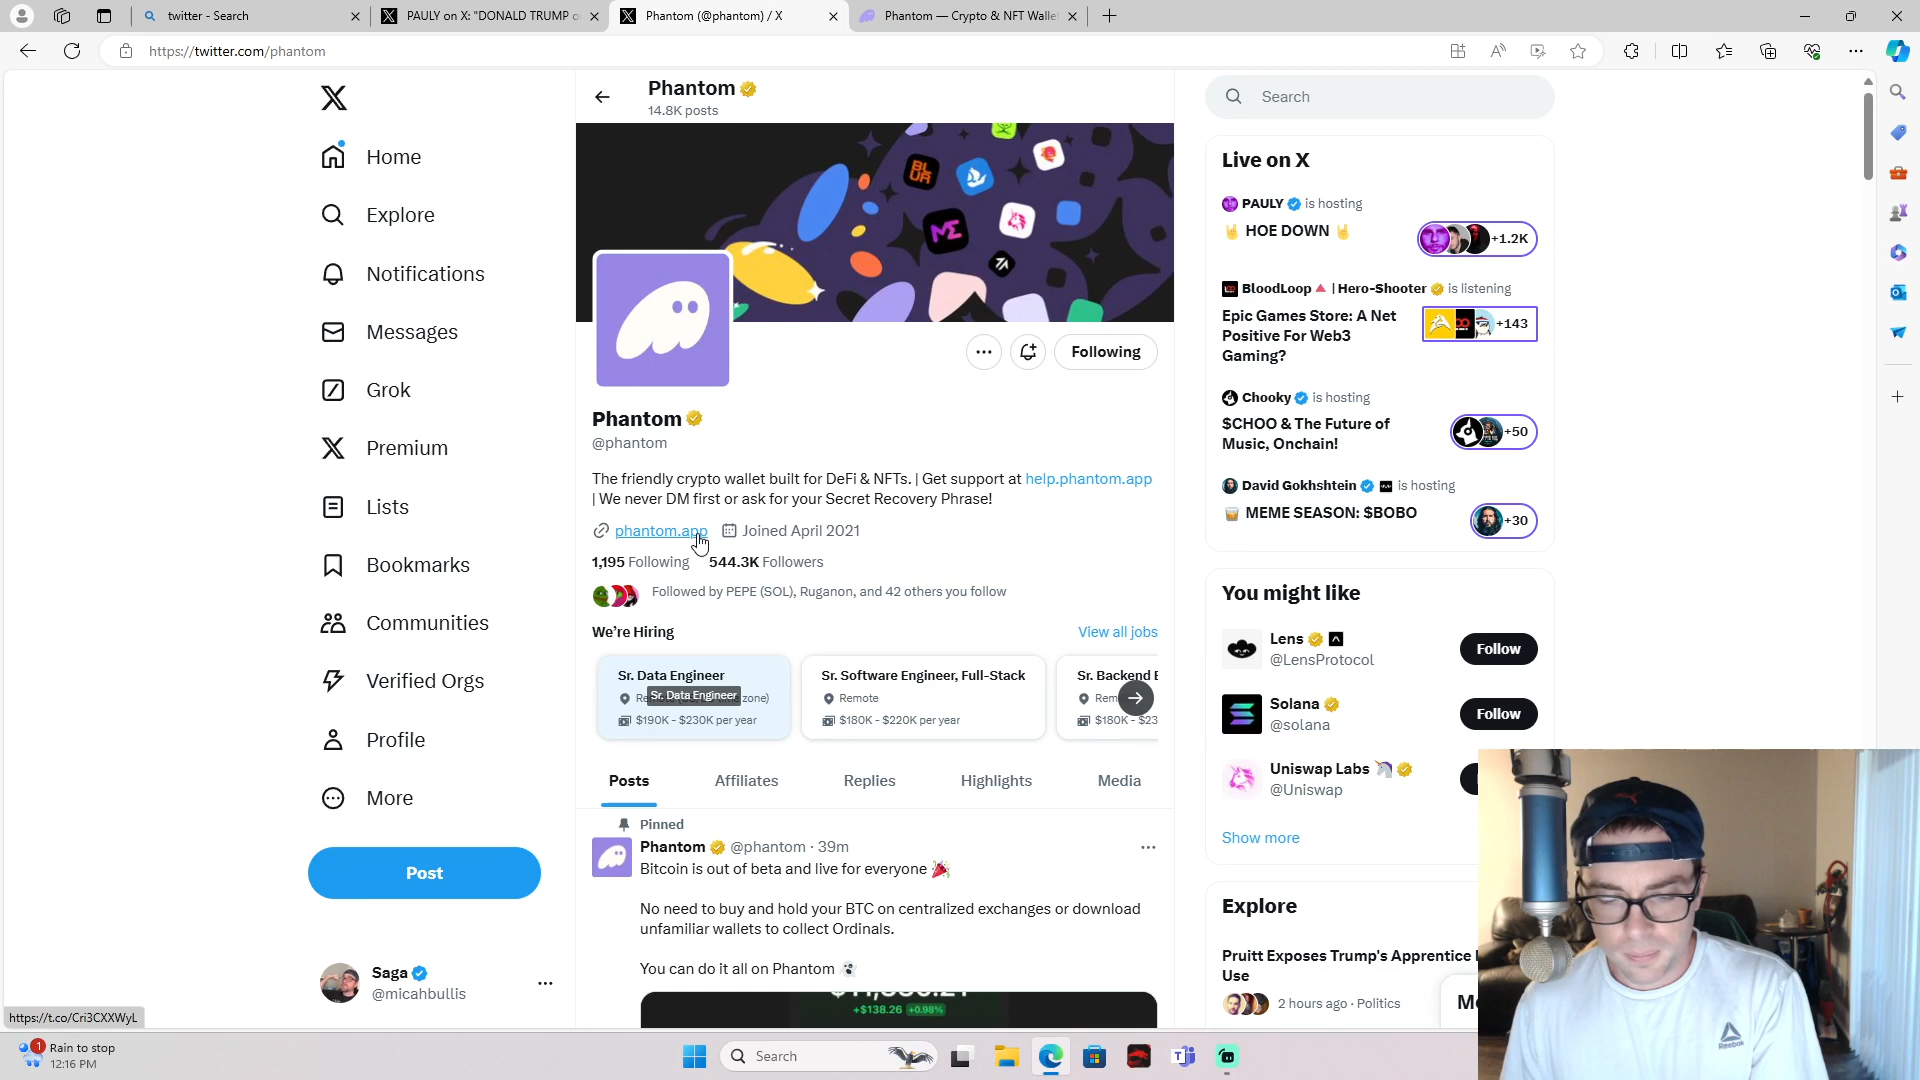 twitter - Search
PAULY on X: "DONALD TRUMP
Phantom (@phantom) / X
Phantom — Crypto & NFT Walle
https://twitter.com/phantom
Phantom
14.8K posts
Search
Home
Explore
Notifications
Messages
Grok
Premium
Lists
Bookmarks
Communities
Verified Orgs
Profile
More
Post
Saga
@micahbullis
BLUR
ME
Following
Phantom
@phantom
The friendly crypto wallet built for DeFi & NFTs. | Get support at help.phantom.app
| We never DM first or ask for your Secret Recovery Phrase!
phantom.app Joined April 2021
1,195 Following 544.3K Followers
Followed by PEPE (SOL), Ruganon, and 42 others you follow
We're Hiring
View all jobs
Sr. Data Engineer
Sr. Data Engineer
zone)
$190K - $230K per year
Sr. Software Engineer, Full-Stack
Remote
$180K - $220K per year
Sr. Backend E
Rem
$180K - $23
Posts Affiliates Replies Highlights Media
Pinned
Phantom @phantom · 39m
Bitcoin is out of beta and live for everyone 🎉
No need to buy and hold your BTC on centralized exchanges or download
unfamiliar wallets to collect Ordinals.
You can do it all on Phantom 👻
+$138.26 +0.98%
Live on X
PAULY is hosting
🤘 HOE DOWN 🤘
+1.2K
BloodLoop 🔺 | Hero-Shooter is listening
Epic Games Store: A Net
Positive For Web3
Gaming?
+143
Chooky is hosting
$CHOO & The Future of
Music, Onchain!
+50
David Gokhshtein is hosting
🥃 MEME SEASON: $BOBO
+30
You might like
Lens
@LensProtocol
Follow
Solana
@solana
Follow
Uniswap Labs 🦄
@Uniswap
Show more
Explore
Pruitt Exposes Trump's Apprentice
Use
2 hours ago · Politics
Reebok
https://t.co/Cri3CXXWyL
1
Rain to stop
12:16 PM
Search